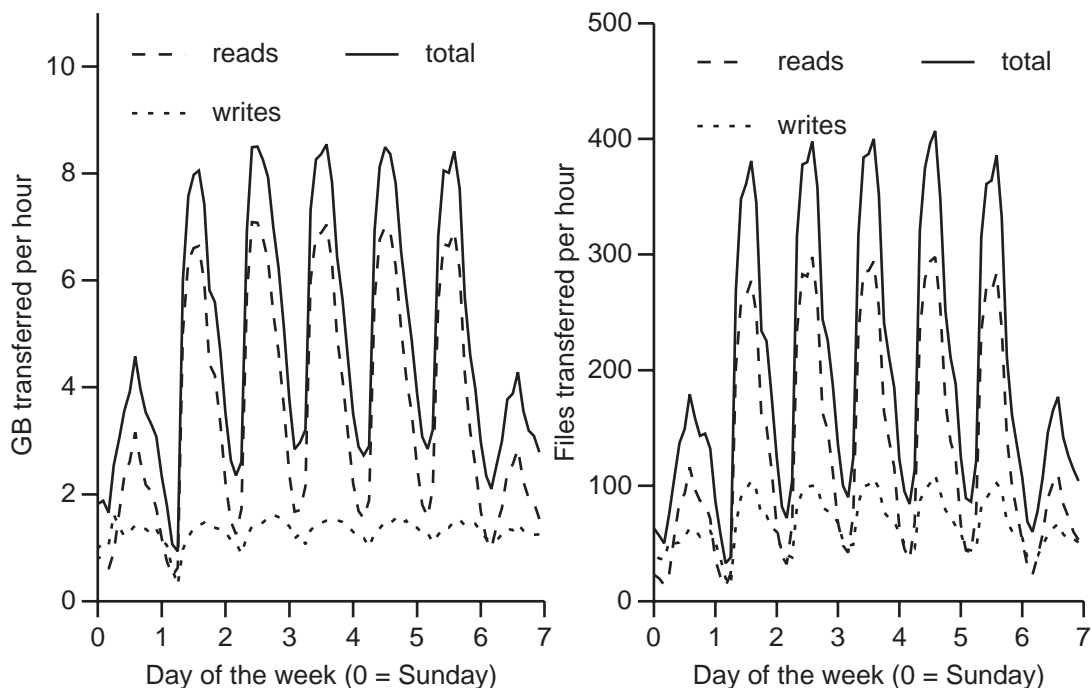 reads
total
writes
10
8
6
4
2
0
0 1 2 3 4 5 6 7
GB transferred per hour
Day of the week (0 = Sunday)
reads
total
writes
500
400
300
200
100
0
0 1 2 3 4 5 6 7
Files transferred per hour
Day of the week (0 = Sunday)